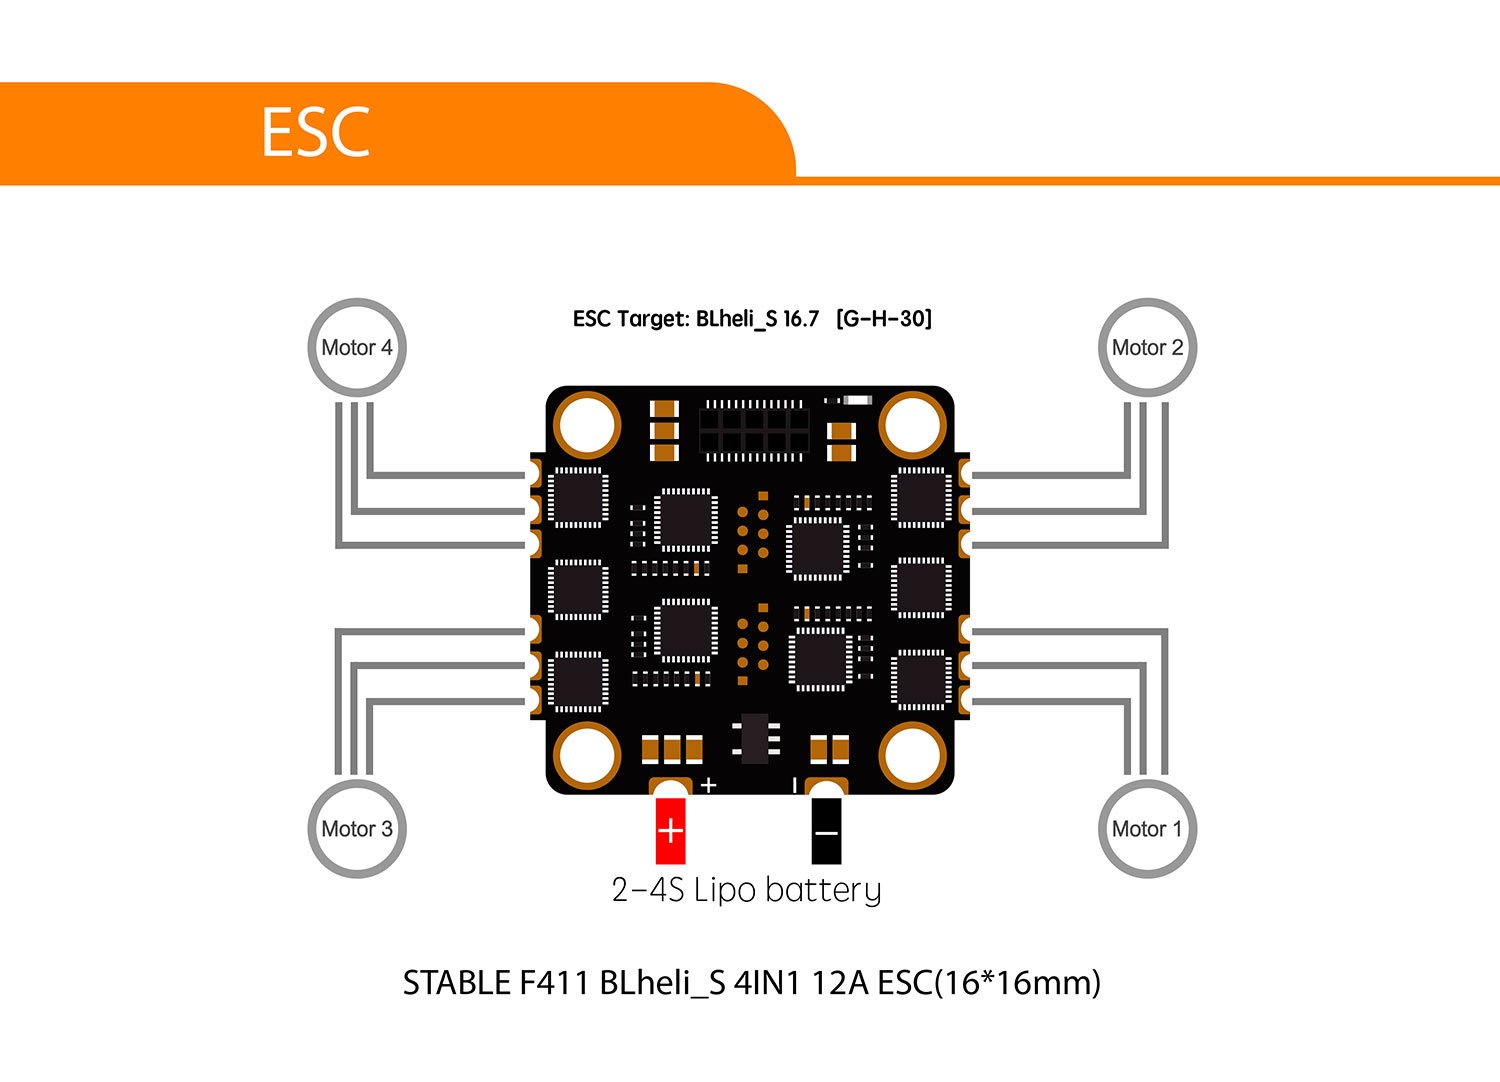 ESC
ESC Target: BLheli_S 16.7 [G-H-30]
Motor 4
Motor 2
+
-
+
-
Motor 3
Motor 1
2-4S Lipo battery
STABLE F411 BLheli_S 4IN1 12A ESC(16*16mm)